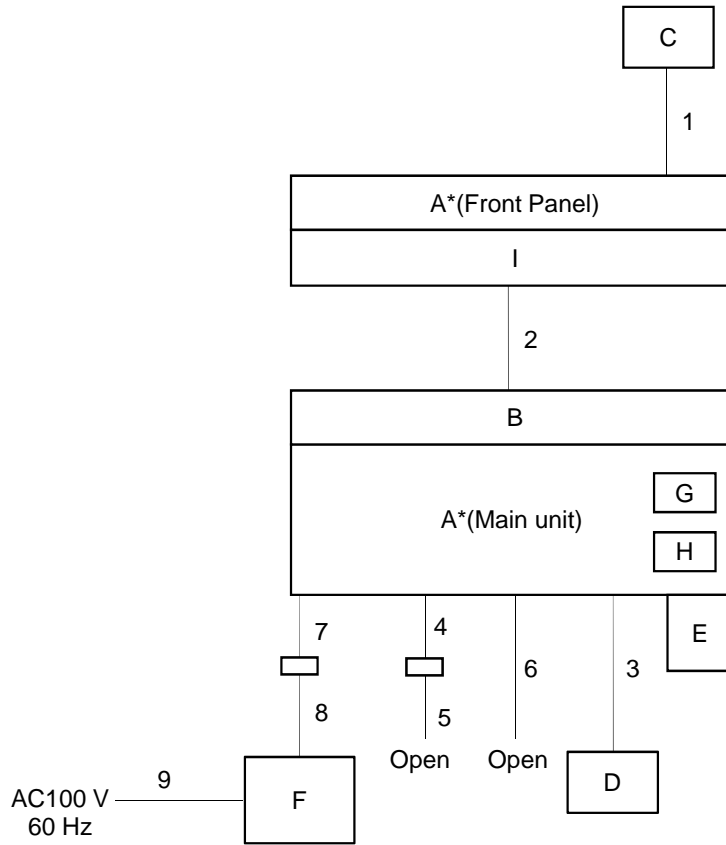 C
1
A*(Front Panel)
I
2
B
G
A*(Main unit)
H
E
7
4
6
3
8
5
Open
Open
9
AC100 V
60 Hz
F
D